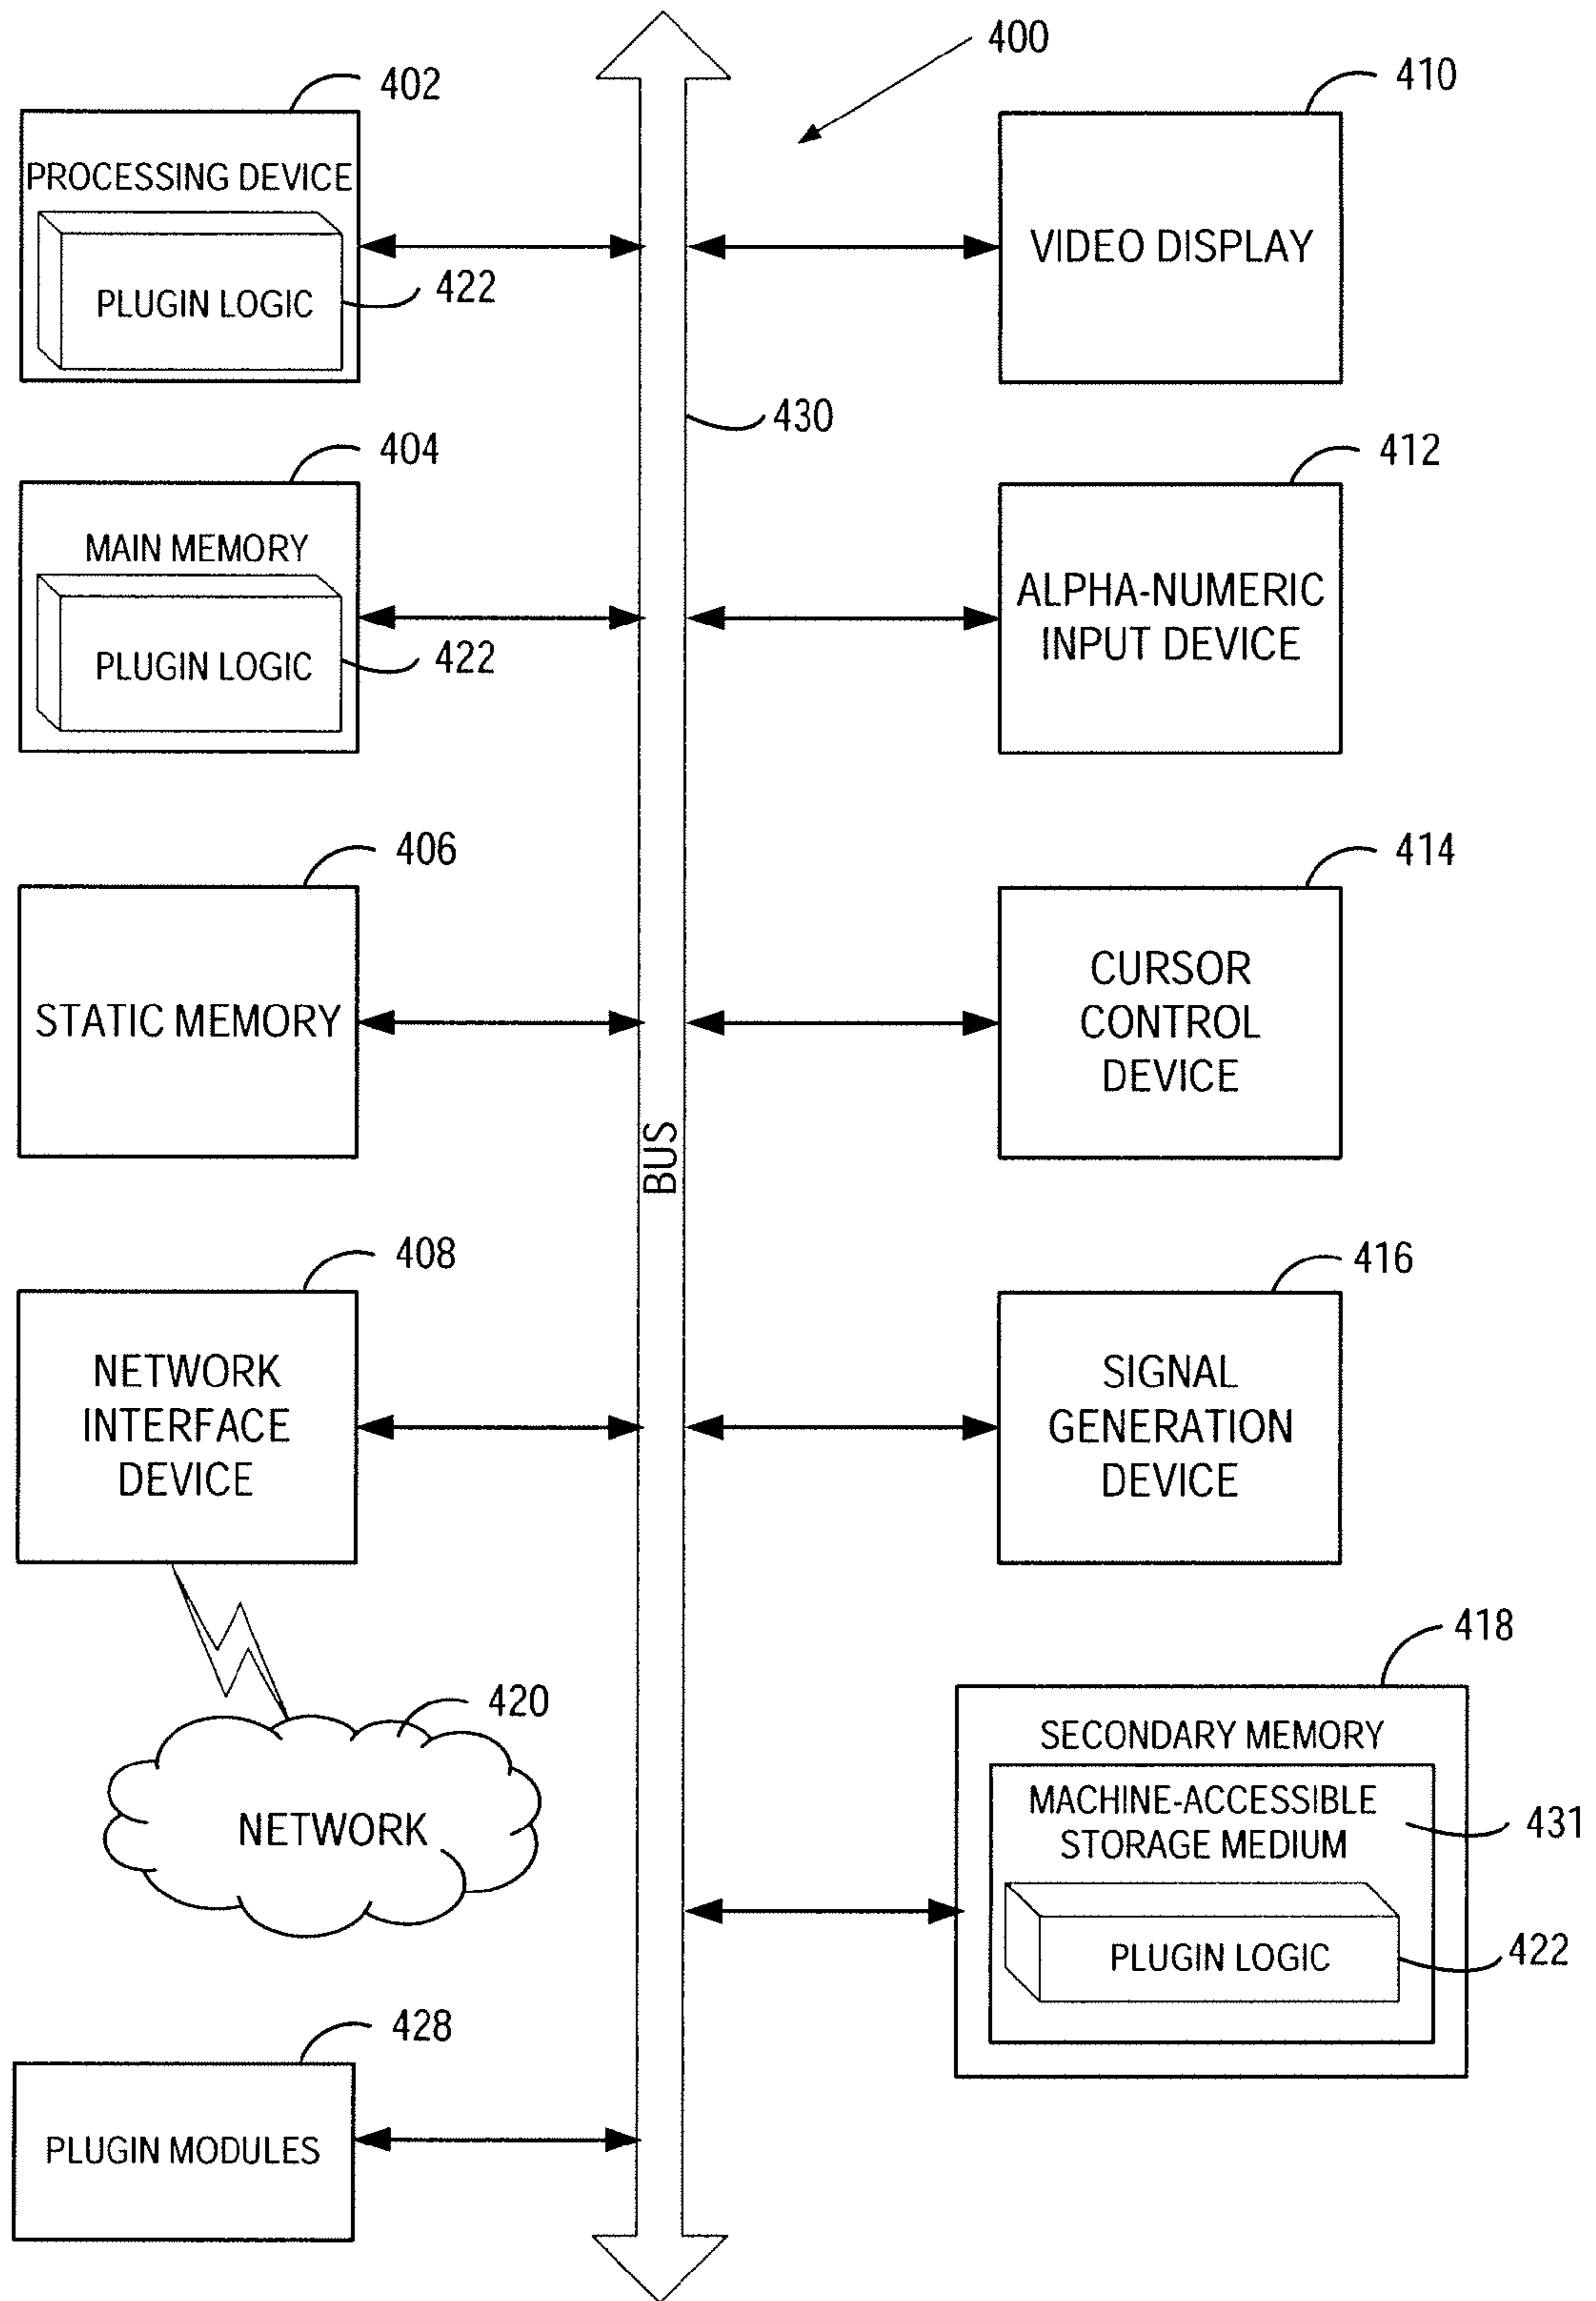 400
402
PROCESSING DEVICE
PLUGIN LOGIC
422
410
VIDEO DISPLAY
430
404
MAIN MEMORY
PLUGIN LOGIC
422
412
ALPHA-NUMERIC
INPUT DEVICE
406
STATIC MEMORY
414
CURSOR
CONTROL
DEVICE
BUS
408
NETWORK
INTERFACE
DEVICE
416
SIGNAL
GENERATION
DEVICE
420
NETWORK
418
SECONDARY MEMORY
MACHINE-ACCESSIBLE
STORAGE MEDIUM
431
PLUGIN LOGIC
422
428
PLUGIN MODULES